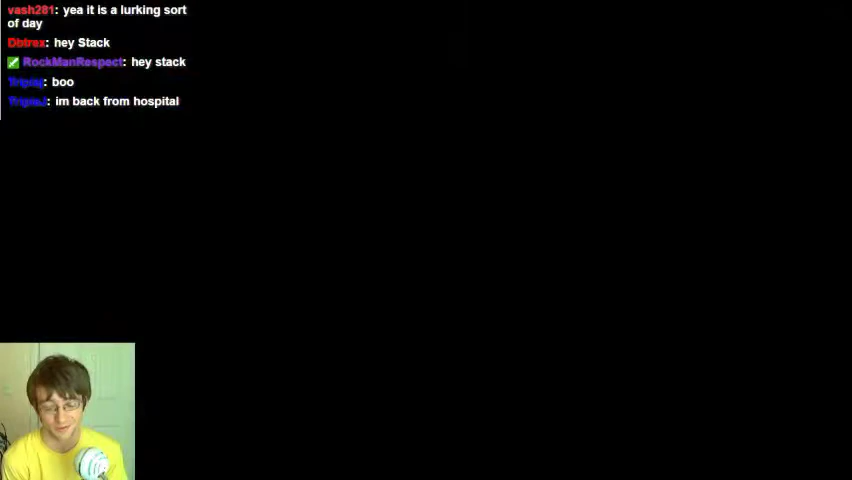 vash281: yea it is a lurking sort
of day
Dbtrex: hey Stack
RockManRespect: hey stack
boo
im back from hospital